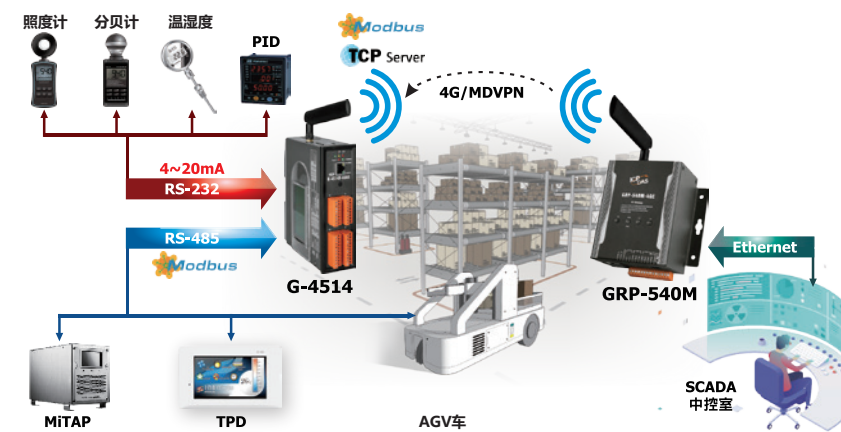 照度计
分贝计
温湿度
PID
Modbus
TCP Server
4G/MDVPN
4~20mA
RS-232
RS-485
Modbus
G-4514
GRP-540M
Ethernet
MiTAP
TPD
AGV车
SCADA
中控室